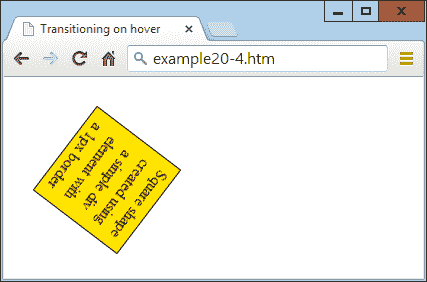 Transitioning on hover
example20-4.htm
Square shape
created using
a simple div
element with
a 1px border